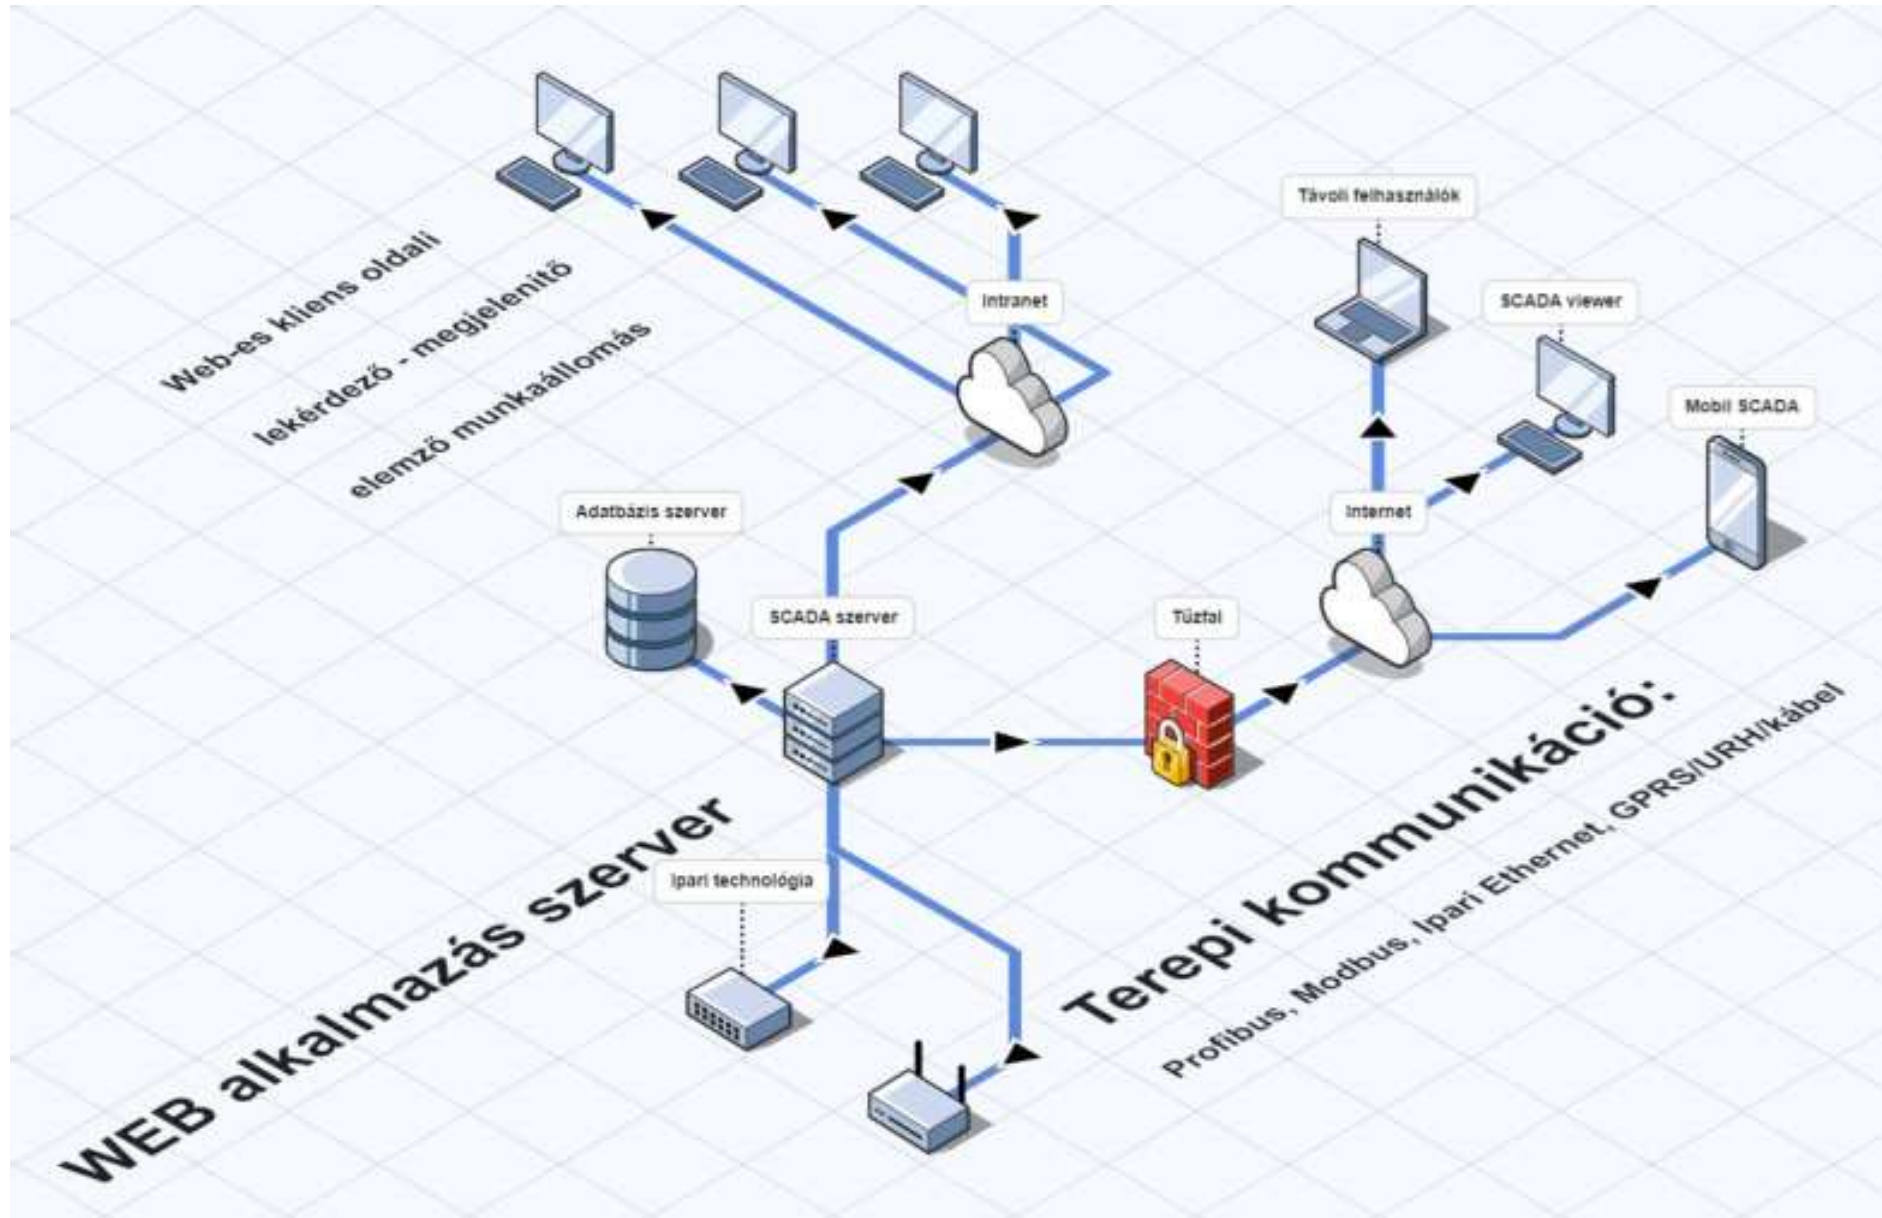 Web-es kliens oldali
lekérdező - megjelenítő
elemző munkaállomás
Intranet
Távoli felhasználók
SCADA viewer
Mobil SCADA
Internet
Adatbázis szerver
SCADA szerver
Tűzfal
Ipari technológia
WEB alkalmazás szerver
Terepi kommunikáció:
Profibus, Modbus, Ipari Ethernet, GPRS/URH/kábel